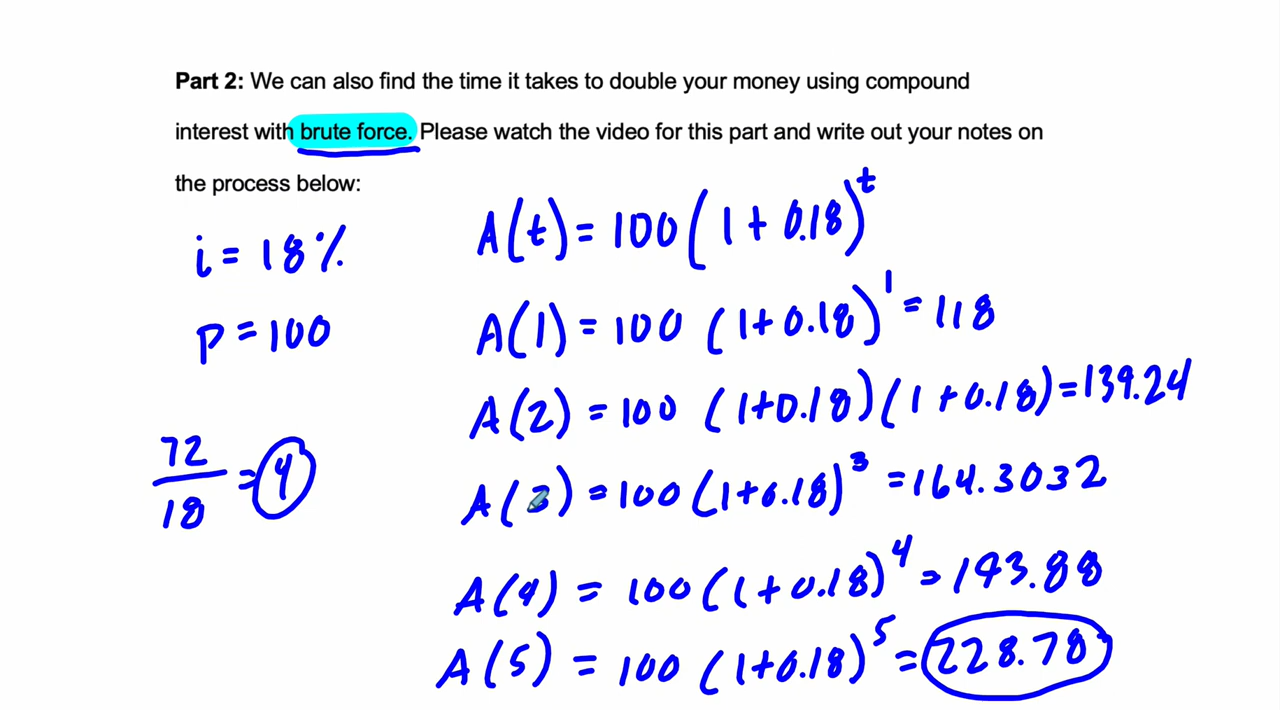 Part 2: We can also find the time it takes to double your money using compound
interest with brute force. Please watch the video for this part and write out your notes on
the process below:
i = 18%
p = 100
72/18 = 4
A(t) = 100(1 + 0.18)^t
A(1) = 100 (1+0.18)^1 = 118
A(2) = 100 (1+0.18)(1+0.18) = 139.24
A(3) = 100(1+0.18)^3 = 164.3032
A(4) = 100(1+0.18)^4 = 193.88
A(5) = 100(1+0.18)^5 = 228.78